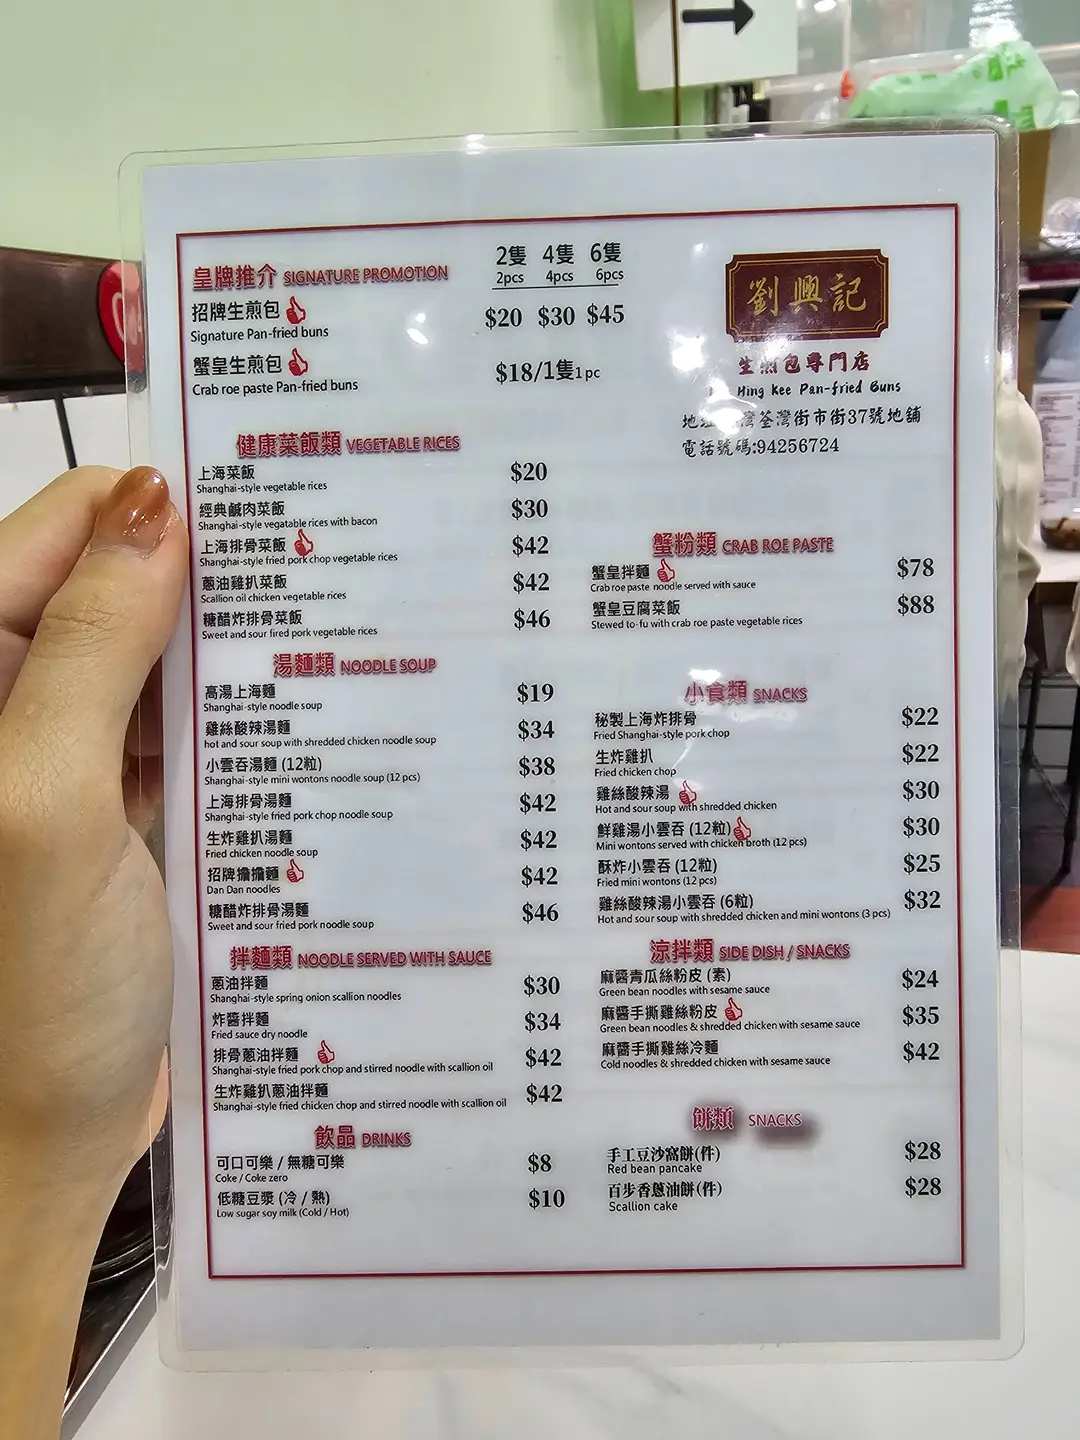 皇牌推介 SIGNATURE PROMOTION
2隻 4隻 6隻
2pcs 4pcs 6pcs
招牌生煎包
Signature Pan-fried buns
$20 $30 $45
蟹皇生煎包
Crab roe paste Pan-fried buns
$18/1隻1pc
劉興記
生煎包專門店
Hing Kee Pan-fried Buns
地址 灣荃灣街市街37號地舖
電話號碼:94256724
健康菜飯類 VEGETABLE RICES
上海菜飯 $20
Shanghai-style vegetable rices
經典鹹肉菜飯 $30
Shanghai-style vegatable rices with bacon
上海排骨菜飯 $42
Shanghai-style fried pork chop vegetable rices
蔥油雞扒菜飯 $42
Scallion oil chicken vegetable rices
糖醋炸排骨菜飯 $46
Sweet and sour fired pork vegetable rices
湯麵類 NOODLE SOUP
高湯上海麵 $19
Shanghai-style noodle soup
雞絲酸辣湯麵 $34
hot and sour soup with shredded chicken noodle soup
小雲吞湯麵 (12粒) $38
Shanghai-style mini wontons noodle soup (12 pcs)
上海排骨湯麵 $42
Shanghai-style fried pork chop noodle soup
生炸雞扒湯麵 $42
Fried chicken noodle soup
招牌擔擔麵 $42
Dan Dan noodles
糖醋炸排骨湯麵 $46
Sweet and sour fried pork noodle soup
拌麵類 NOODLE SERVED WITH SAUCE
蔥油拌麵 $30
Shanghai-style spring onion scallion noodles
炸醬拌麵 $34
Fried sauce dry noodle
排骨蔥油拌麵 $42
Shanghai-style fried pork chop and stirred noodle with scallion oil
生炸雞扒蔥油拌麵 $42
Shanghai-style fried chicken chop and stirred noodle with scallion oil
飲品 DRINKS
可口可樂 / 無糖可樂 $8
Coke / Coke zero
低糖豆漿 (冷 / 熱) $10
Low sugar soy milk (Cold / Hot)
蟹粉類 CRAB ROE PASTE
蟹皇拌麵 $78
Crab roe paste noodle served with sauce
蟹皇豆腐菜飯 $88
Stewed to-fu with crab roe paste vegetable rices
小食類 SNACKS
秘製上海炸排骨 $22
Fried Shanghai-style pork chop
生炸雞扒 $22
Fried chicken chop
雞絲酸辣湯 $30
Hot and sour soup with shredded chicken
鮮雞湯小雲吞 (12粒) $30
Mini wontons served with chicken broth (12 pcs)
酥炸小雲吞 (12粒) $25
Fried mini wontons (12 pcs)
雞絲酸辣湯小雲吞 (6粒) $32
Hot and sour soup with shredded chicken and mini wontons (3 pcs)
涼拌類 SIDE DISH / SNACKS
麻醬青瓜絲粉皮 (素) $24
Green bean noodles with sesame sauce
麻醬手撕雞絲粉皮 $35
Green bean noodles & shredded chicken with sesame sauce
麻醬手撕雞絲冷麵 $42
Cold noodles & shredded chicken with sesame sauce
餅類 SNACKS
手工豆沙窩餅(件) $28
Red bean pancake
百步香蔥油餅(件) $28
Scallion cake